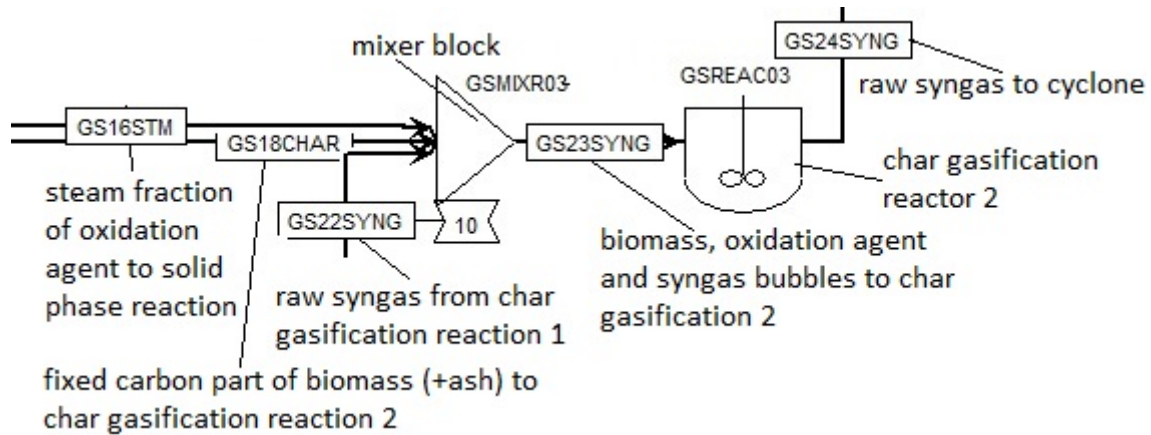 mixer block
GSMIXR03
GSREAC03
GS24SYNG
raw syngas to cyclone
GS16STM
GS18CHAR
GS23SYNG
char gasification
reactor 2
steam fraction
of oxidation
agent to solid
phase reaction
GS22SYNG
10
biomass, oxidation agent
and syngas bubbles to char
gasification 2
raw syngas from char
gasification reaction 1
fixed carbon part of biomass (+ash) to
char gasification reaction 2